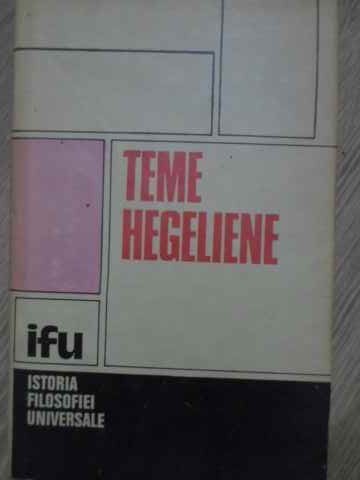 TEME
HEGELIENE
ifu
ISTORIA
FILOSOFIEI
UNIVERSALE